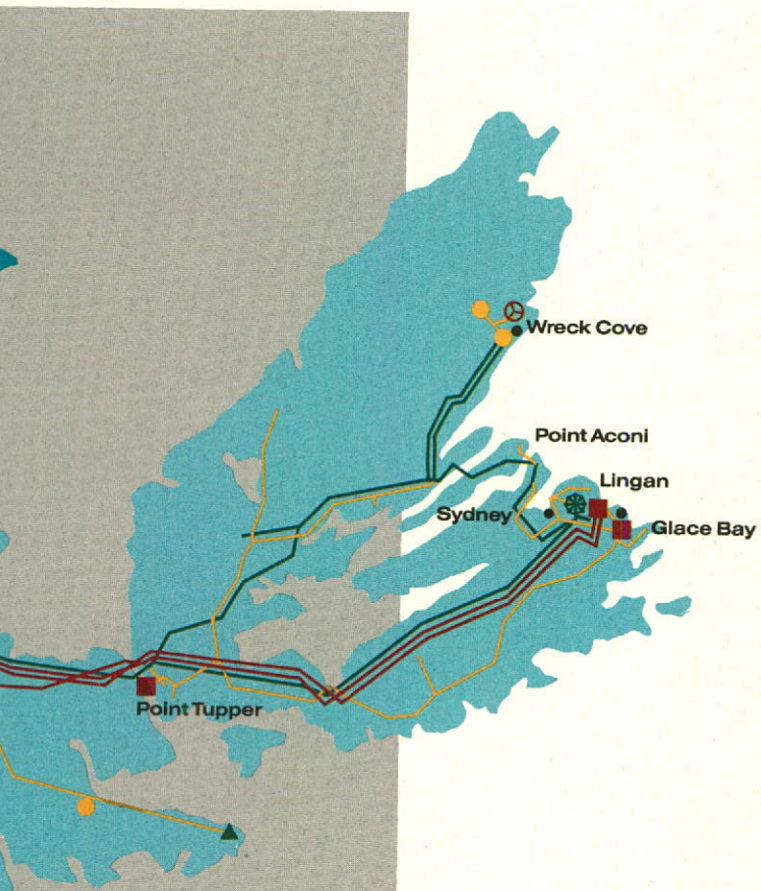 Wreck Cove
Point Aconi
Lingan
Sydney
Glace Bay
Point Tupper